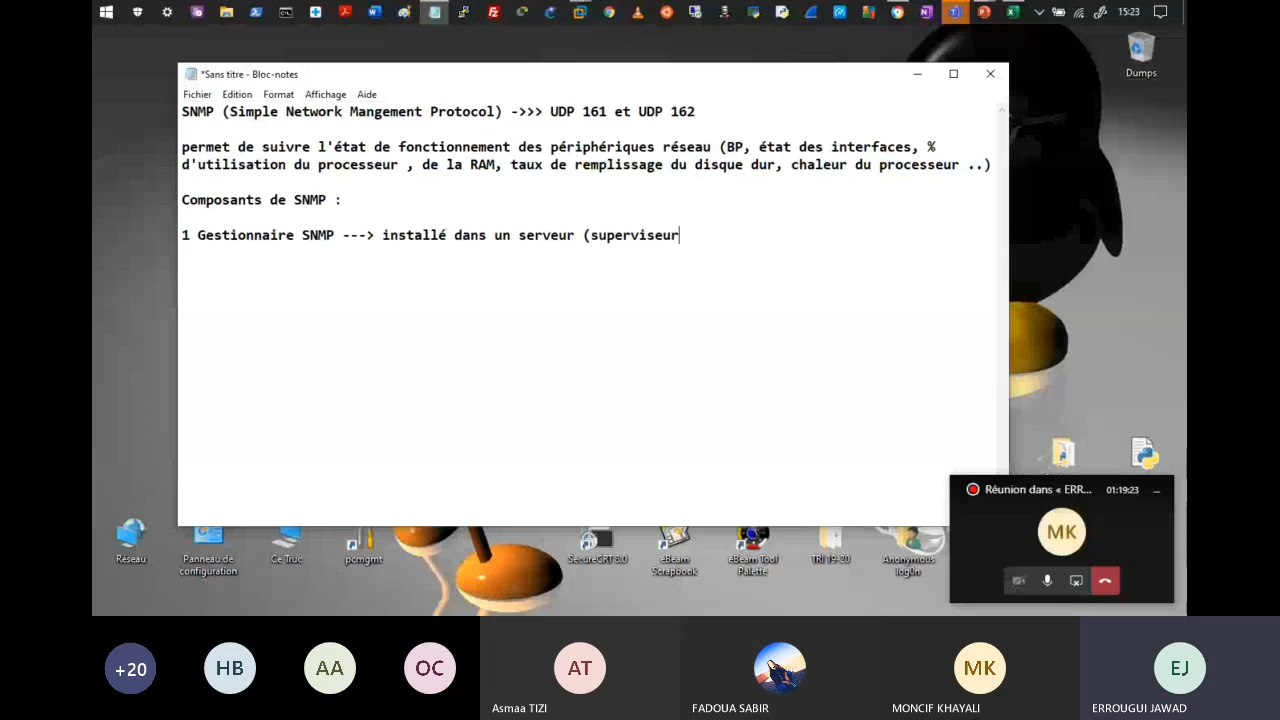 15:23
Dumps
*Sans titre - Bloc-notes
Fichier Edition Format Affichage Aide
SNMP (Simple Network Mangement Protocol) ->>> UDP 161 et UDP 162
permet de suivre l'état de fonctionnement des périphériques réseau (BP, état des interfaces, %
d'utilisation du processeur , de la RAM, taux de remplissage du disque dur, chaleur du processeur ..)
Composants de SNMP :
1 Gestionnaire SNMP ---> installé dans un serveur (superviseur
Réunion dans « ERR... 01:19:23
MK
Réseau
Panneau de
configuration
Ce Truc
pcmgmt
SecureCRT 8.0
eBeam
Scrapbook
eBeam Tool
Palette
TRI 19-20
Anonymous
log0n
+20 HB AA OC AT MK EJ
Asmaa TIZI FADOUA SABIR MONCIF KHAYALI ERROUGUI JAWAD